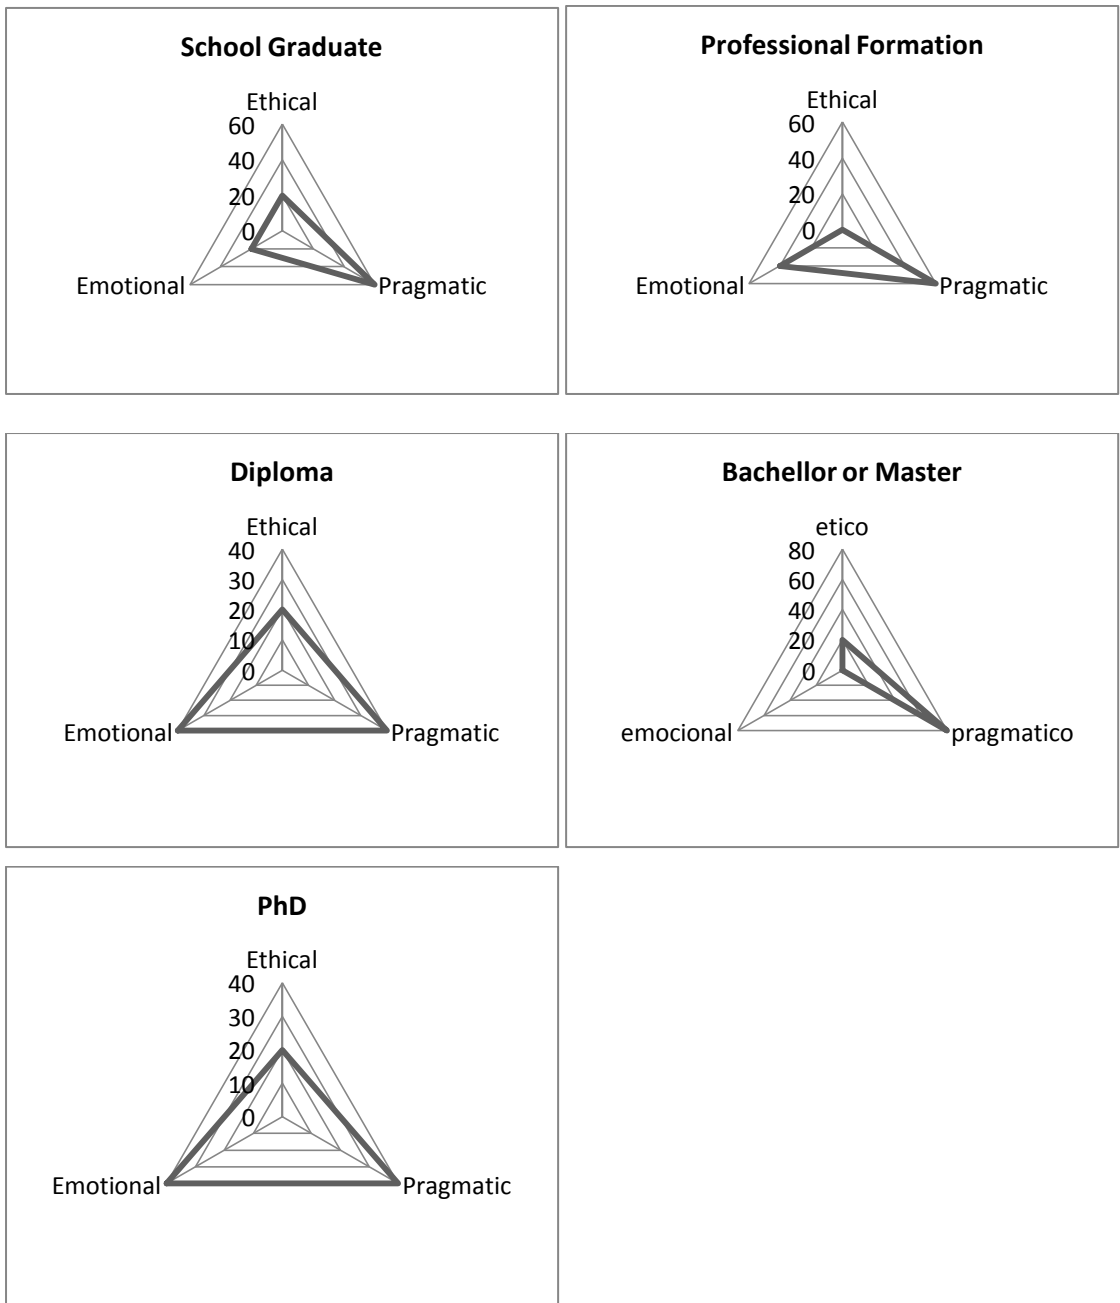 School Graduate
Ethical
60
40
20
0
Emotional
Pragmatic
Professional Formation
Ethical
60
40
20
0
Emotional
Pragmatic
Diploma
Ethical
40
30
20
10
0
Emotional
Pragmatic
Bachellor or Master
etico
80
60
40
20
0
emocional
pragmatico
PhD
Ethical
40
30
20
10
0
Emotional
Pragmatic